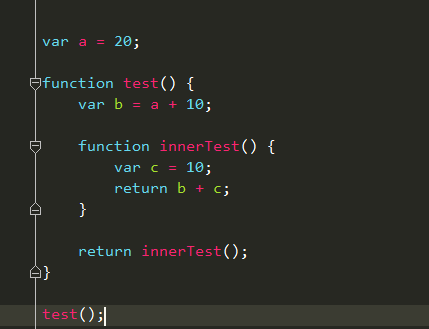 var a = 20;
function test() {
    var b = a + 10;
    function innerTest() {
        var c = 10;
        return b + c;
    }
    return innerTest();
}
test();